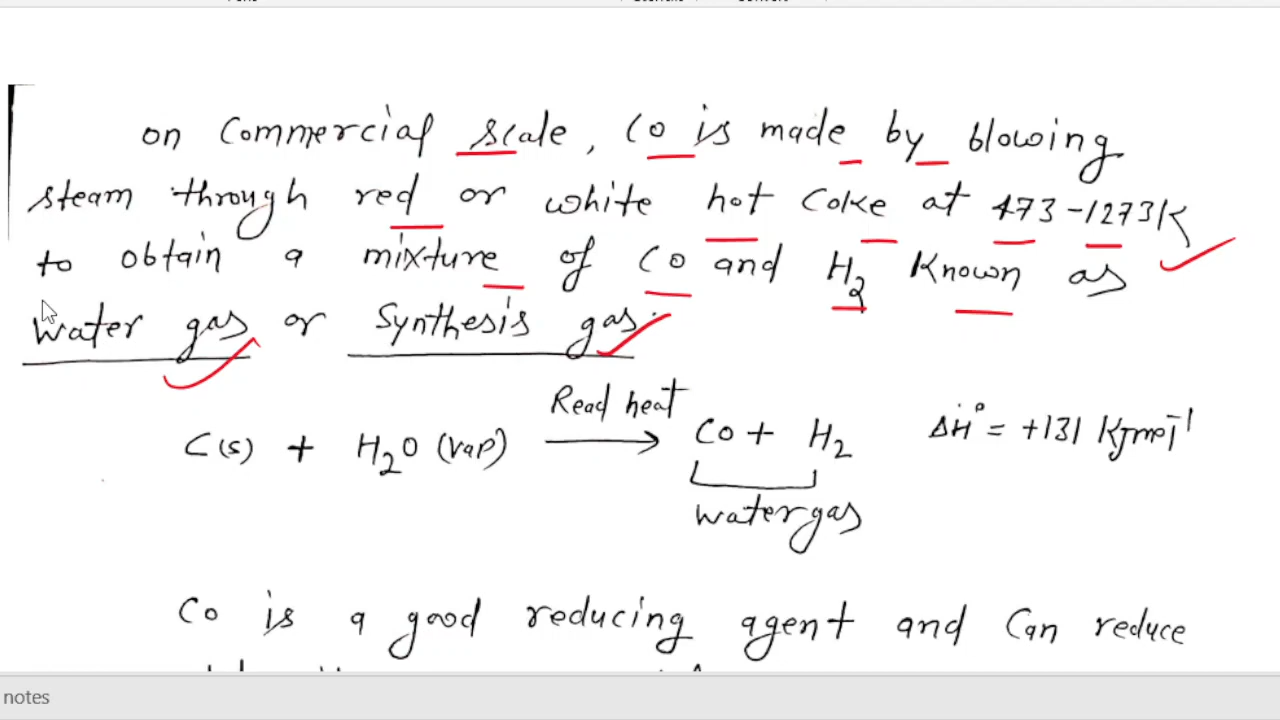 on Commercial scale, Co is made by blowing
steam through red or white hot Coke at 473-1273K
to obtain a mixture of Co and H2 Known as
water gas or Synthesis gas.
C(s) + H2O (vap) Read heat → Co + H2 ΔH° = +131 KJmol-1
watergas
Co is a good reducing agent and Can reduce
notes